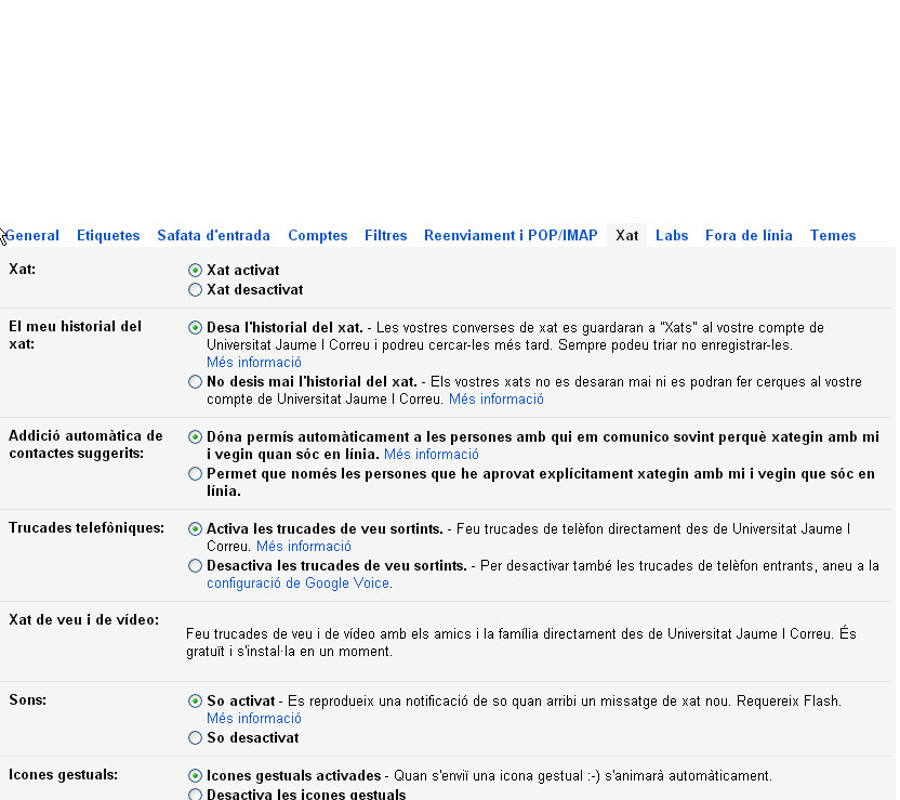 General Etiquetes Safata d'entrada Comptes Filtres Reenviament i POP/IMAP Xat Labs Fora de línia Temes
Xat:
Xat activat
Xat desactivat
El meu historial del
xat:
Desa l'historial del xat. - Les vostres converses de xat es guardaran a "Xats" al vostre compte de
Universitat Jaume I Correu i podreu cercar-les més tard. Sempre podeu triar no enregistrar-les.
Més informació
No desis mai l'historial del xat. - Els vostres xats no es desaran mai ni es podran fer cerques al vostre
compte de Universitat Jaume I Correu. Més informació
Addició automàtica de
contactes suggerits:
Dóna permís automàticament a les persones amb qui em comunico sovint perquè xategin amb mi
i vegin quan sóc en línia. Més informació
Permet que només les persones que he aprovat explícitament xategin amb mi i vegin que sóc en
línia.
Trucades telefòniques:
Activa les trucades de veu sortints. - Feu trucades de telèfon directament des de Universitat Jaume I
Correu. Més informació
Desactiva les trucades de veu sortints. - Per desactivar també les trucades de telèfon entrants, aneu a la
configuració de Google Voice.
Xat de veu i de vídeo:
Feu trucades de veu i de vídeo amb els amics i la família directament des de Universitat Jaume I Correu. És
gratuït i s'instal·la en un moment.
Sons:
So activat - Es reprodueix una notificació de so quan arribi un missatge de xat nou. Requereix Flash.
Més informació
So desactivat
Icones gestuals:
Icones gestuals activades - Quan s'enviï una icona gestual :-) s'animarà automàticament.
Desactiva les icones gestuals